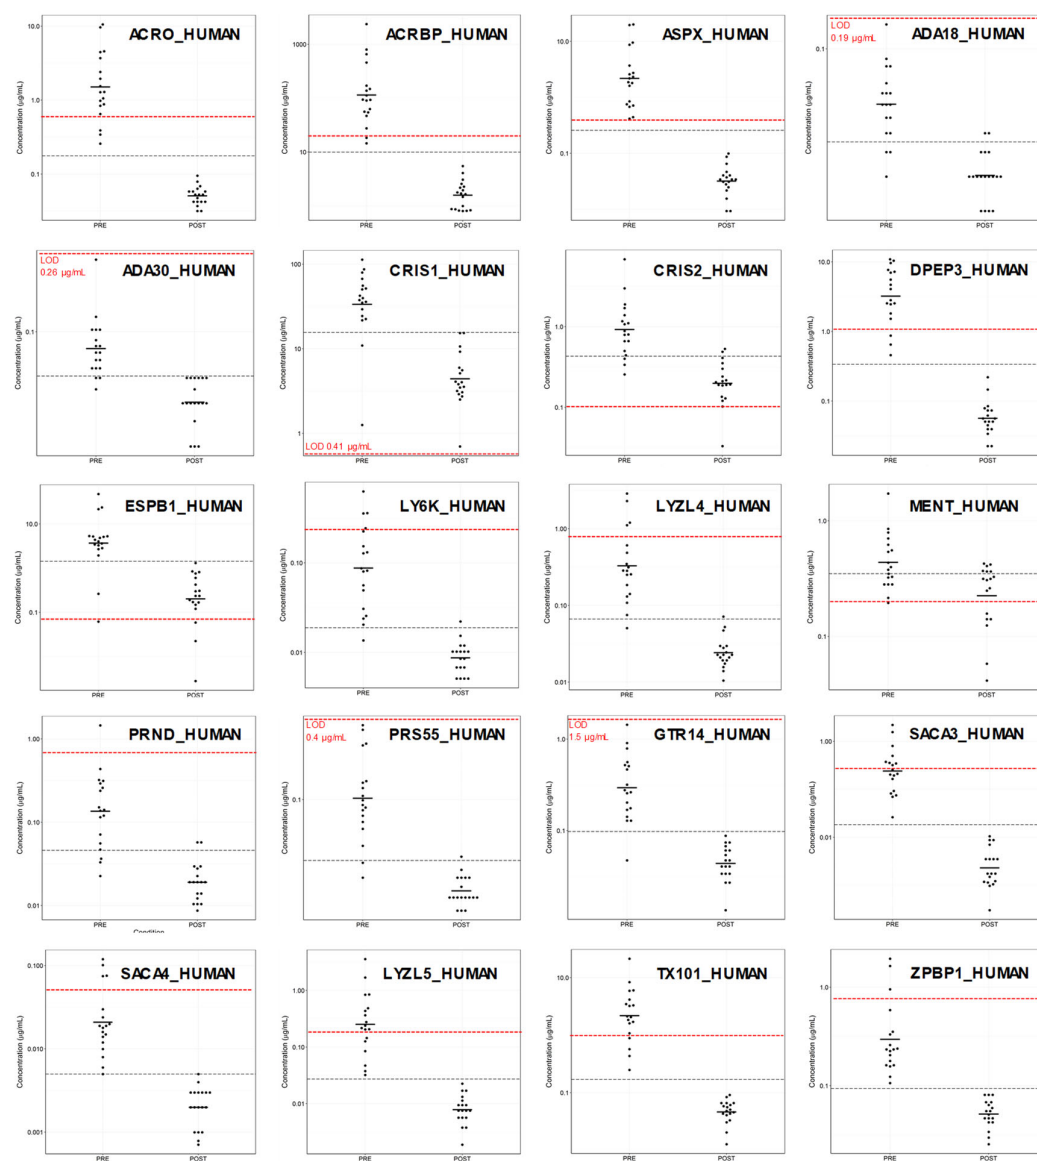 ACRO_HUMAN
Concentration (µg/mL)
10.0
1.0
0.1
PRE
POST
ACRBP_HUMAN
Concentration (µg/mL)
1000
10
PRE
POST
ASPX_HUMAN
Concentration (µg/mL)
10.0
0.1
PRE
POST
ADA18_HUMAN
LOD
0.19 µg/mL
Concentration (µg/mL)
0.1
PRE
POST
ADA30_HUMAN
LOD
0.26 µg/mL
Concentration (µg/mL)
0.1
PRE
POST
CRIS1_HUMAN
Concentration (µg/mL)
100
10
1
LOD 0.41 µg/mL
PRE
POST
CRIS2_HUMAN
Concentration (µg/mL)
1.0
0.1
PRE
POST
DPEP3_HUMAN
Concentration (µg/mL)
10.0
1.0
0.1
PRE
POST
ESPB1_HUMAN
Concentration (µg/mL)
10.0
0.1
PRE
POST
LY6K_HUMAN
Concentration (µg/mL)
0.10
0.01
PRE
POST
LYZL4_HUMAN
Concentration (µg/mL)
1.00
0.10
0.01
PRE
POST
MENT_HUMAN
Concentration (µg/mL)
1.0
0.1
PRE
POST
PRND_HUMAN
Concentration (µg/mL)
1.00
0.10
0.01
PRE
POST
Condition
PRS55_HUMAN
LOD
0.4 µg/mL
Concentration (µg/mL)
0.1
PRE
POST
GTR14_HUMAN
LOD
1.5 µg/mL
Concentration (µg/mL)
1.0
0.1
PRE
POST
SACA3_HUMAN
Concentration (µg/mL)
1.00
0.01
PRE
POST
SACA4_HUMAN
Concentration (µg/mL)
0.100
0.010
0.001
PRE
POST
LYZL5_HUMAN
Concentration (µg/mL)
1.00
0.10
0.01
PRE
POST
TX101_HUMAN
Concentration (µg/mL)
10.0
0.1
PRE
POST
ZPBP1_HUMAN
Concentration (µg/mL)
1.0
0.1
PRE
POST